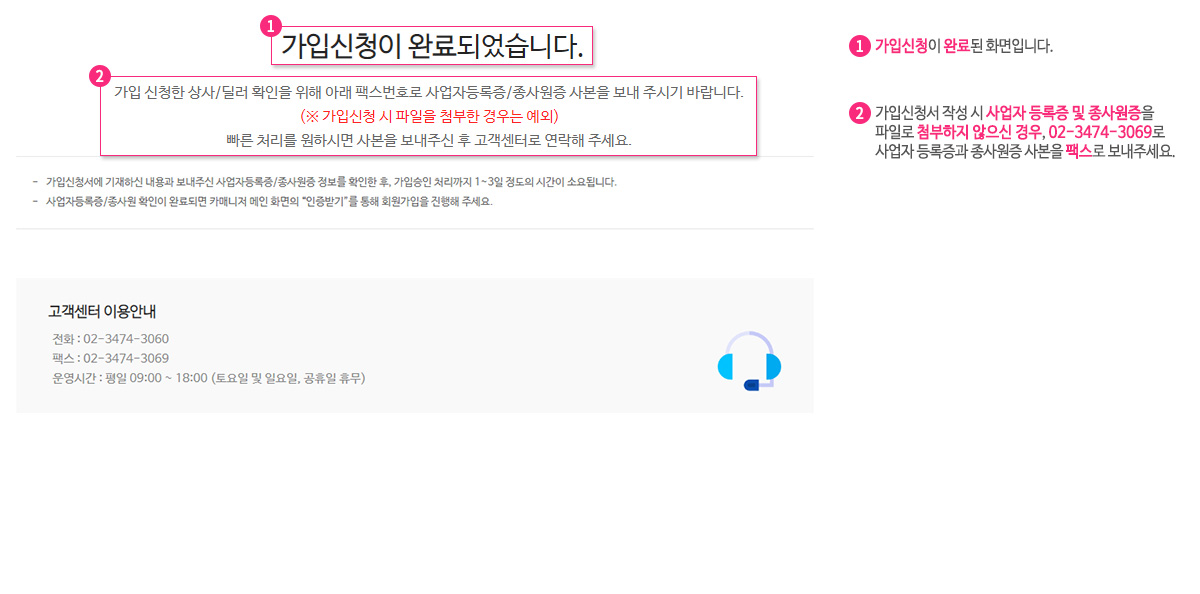 1
가입신청이 완료되었습니다.
2
가입 신청한 상사/딜러 확인을 위해 아래 팩스번호로 사업자등록증/종사원증 사본을 보내 주시기 바랍니다.
(※ 가입신청 시 파일을 첨부한 경우는 예외)
빠른 처리를 원하시면 사본을 보내주신 후 고객센터로 연락해 주세요.
- 가입신청서에 기재하신 내용과 보내주신 사업자등록증/종사원증 정보를 확인한 후, 가입승인 처리까지 1~3일 정도의 시간이 소요됩니다.
- 사업자등록증/종사원 확인이 완료되면 카매니저 메인 화면의 "인증받기"를 통해 회원가입을 진행해 주세요.
고객센터 이용안내
전화 : 02-3474-3060
팩스 : 02-3474-3069
운영시간 : 평일 09:00 ~ 18:00 (토요일 및 일요일, 공휴일 휴무)
1 가입신청이 완료된 화면입니다.
2 가입신청서 작성 시 사업자 등록증 및 종사원증을
파일로 첨부하지 않으신 경우, 02-3474-3069로
사업자 등록증과 종사원증 사본을 팩스로 보내주세요.